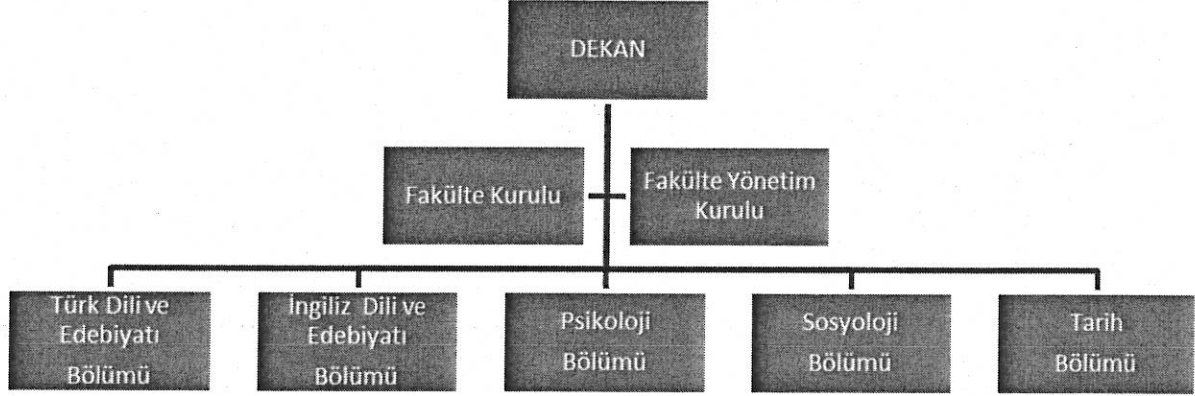 DEKAN
Fakülte Kurulu
Fakülte Yönetim
Kurulu
Türk Dili ve
Edebiyatı
Bölümü
İngiliz Dili ve
Edebiyatı
Bölümü
Psikoloji
Bölümü
Sosyoloji
Bölümü
Tarih
Bölümü